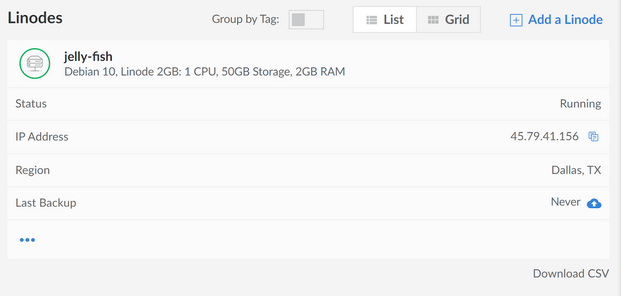 Linodes
Group by Tag:
List
Grid
Add a Linode
jelly-fish
Debian 10, Linode 2GB: 1 CPU, 50GB Storage, 2GB RAM
Status Running
IP Address 45.79.41.156
Region Dallas, TX
Last Backup Never
Download CSV